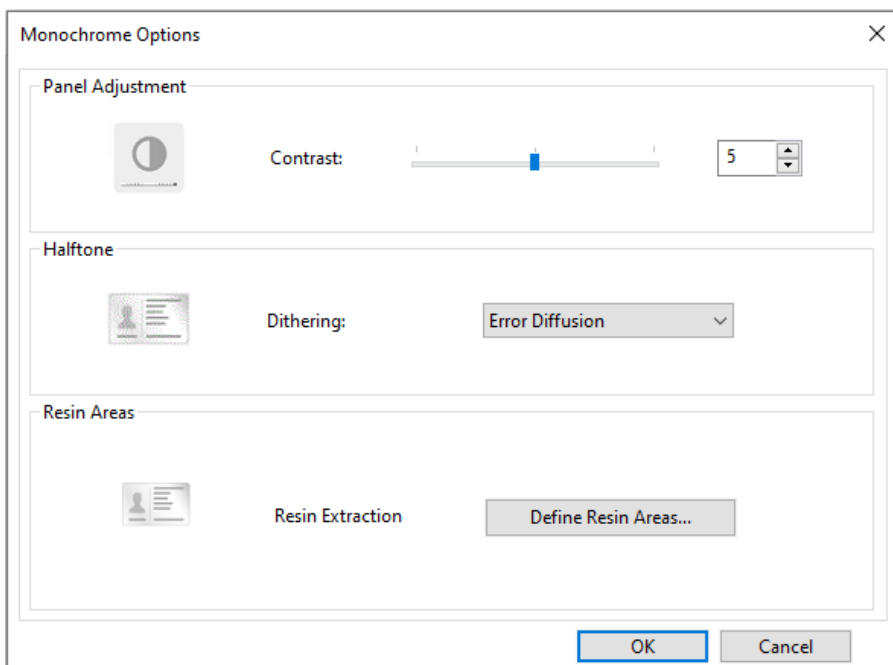 Monochrome Options
Panel Adjustment
Contrast:
5
Halftone
Dithering:
Error Diffusion
Resin Areas
Resin Extraction
Define Resin Areas...
OK
Cancel